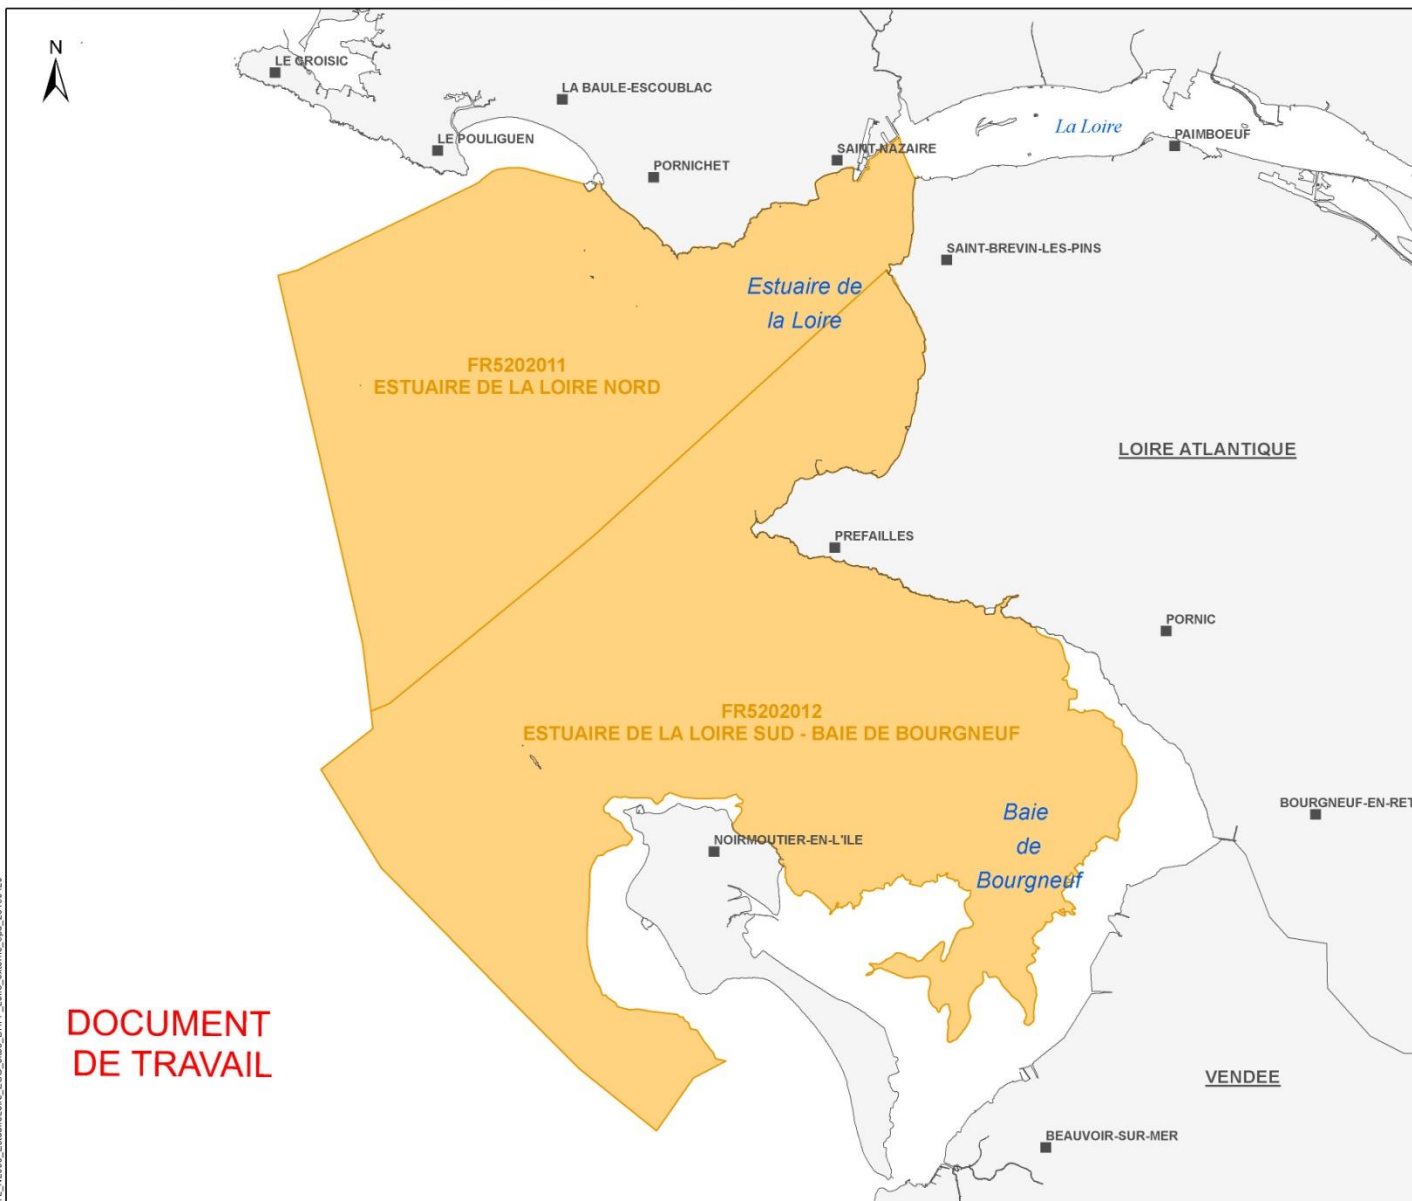 N
LE CROISIC
LA BAULE-ESCOUBLAC
LE POULIGUEN
PORNICHET
SAINT-NAZAIRE
La Loire
PAIMBOEUF
SAINT-BREVIN-LES-PINS
Estuaire de
la Loire
FR5202011
ESTUAIRE DE LA LOIRE NORD
LOIRE ATLANTIQUE
PREFAILLES
PORNIC
FR5202012
ESTUAIRE DE LA LOIRE SUD - BAIE DE BOURGNEUF
BOURGNEUF-EN-RET
NOIRMOUTIER-EN-L'ILE
Baie
de
Bourgneuf
DOCUMENT
DE TRAVAIL
VENDEE
BEAUVOIR-SUR-MER